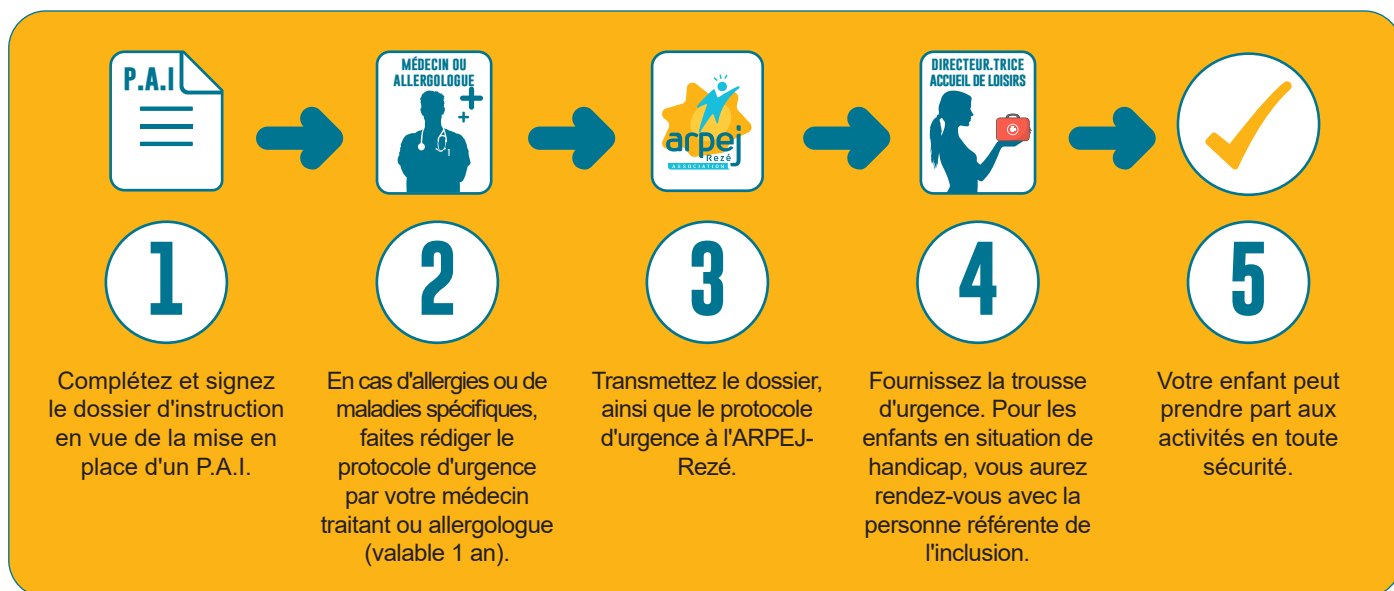 P.A.I
MÉDECIN OU
ALLERGOLOGUE
arpej
Rezé
ASSOCIATION
DIRECTEUR.TRICE
ACCUEIL DE LOISIRS
1
Complétez et signez
le dossier d'instruction
en vue de la mise en
place d'un P.A.I.
2
En cas d'allergies ou de
maladies spécifiques,
faites rédiger le
protocole d'urgence
par votre médecin
traitant ou allergologue
(valable 1 an).
3
Transmettez le dossier,
ainsi que le protocole
d'urgence à l'ARPEJ-
Rezé.
4
Fournissez la trousse
d'urgence. Pour les
enfants en situation de
handicap, vous aurez
rendez-vous avec la
personne référente de
l'inclusion.
5
Votre enfant peut
prendre part aux
activités en toute
sécurité.